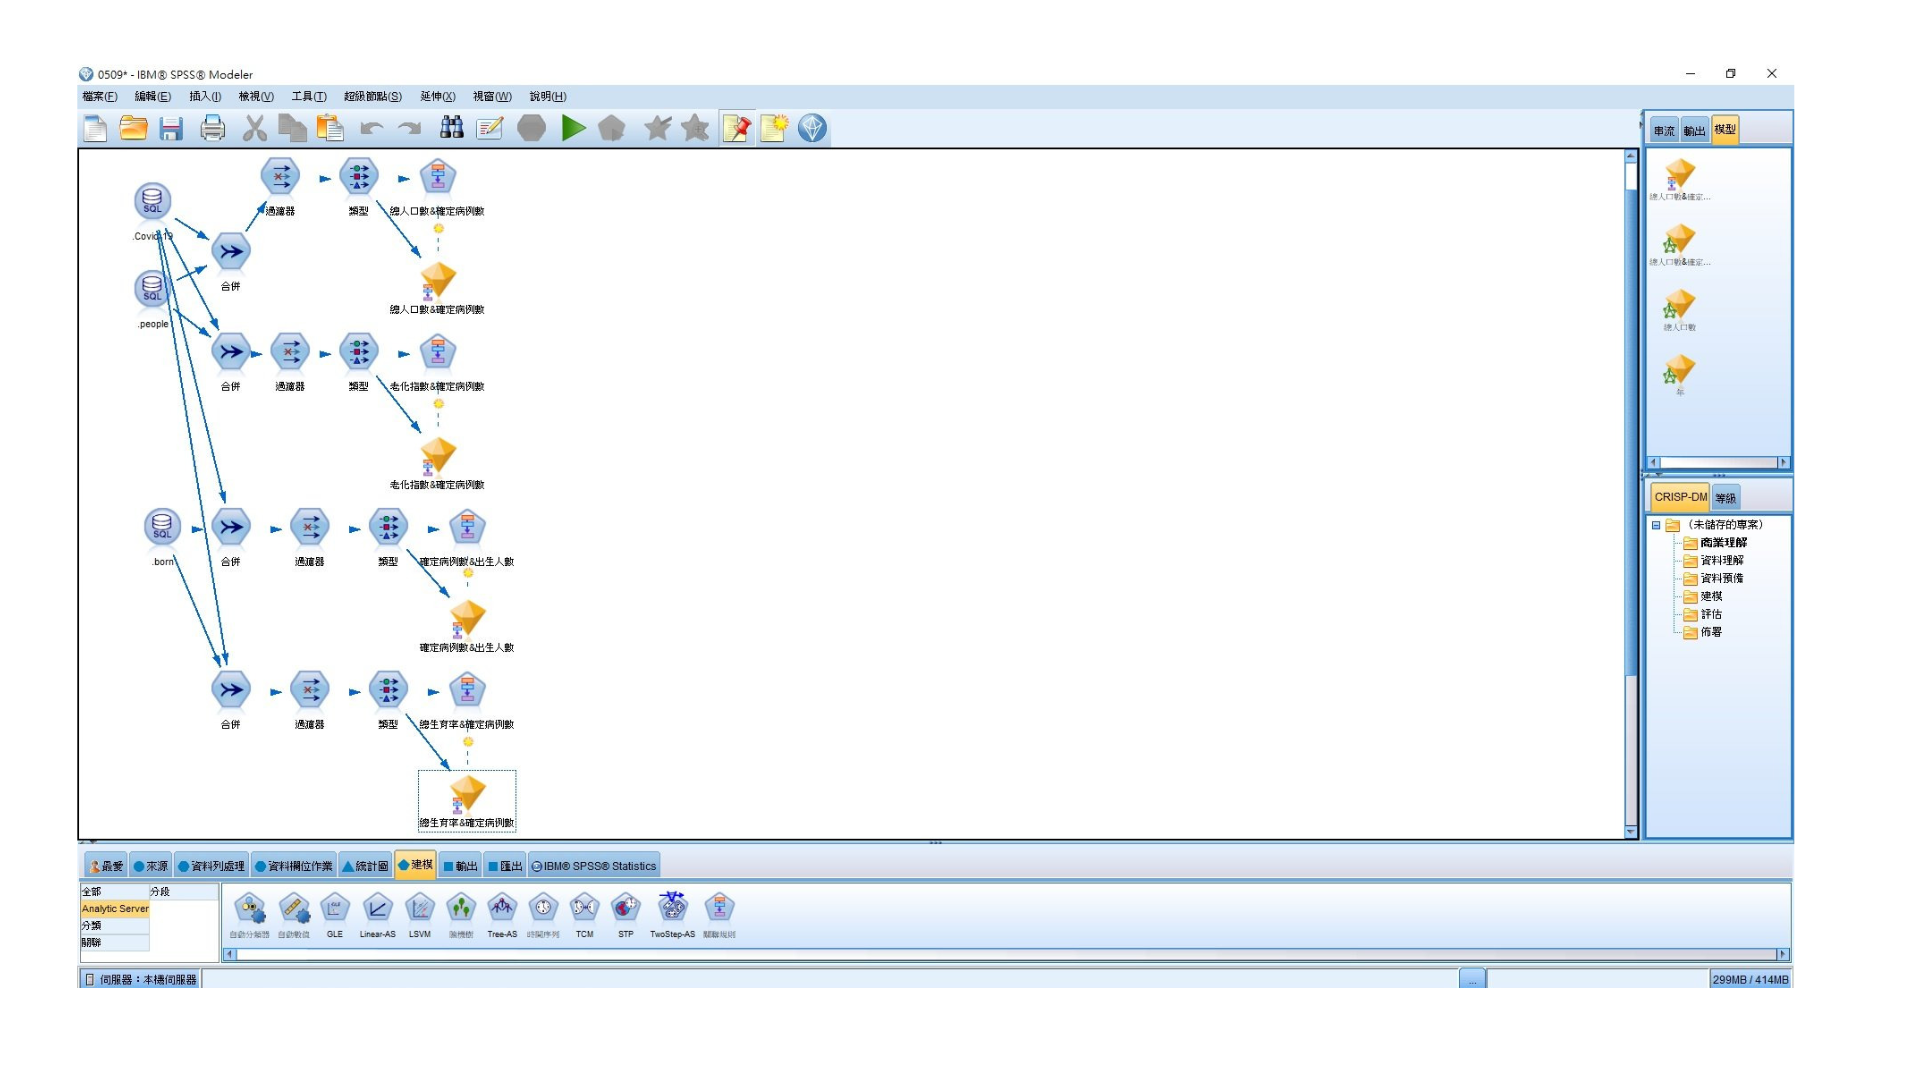 0509* - IBM® SPSS® Modeler
檔案(F) 編輯(E) 插入(I) 檢視(V) 工具(T) 超級節點(S) 延伸(X) 視窗(W) 說明(H)
串流 輸出 模型
SQL
.Covid-19
SQL
.people
合併
過濾器
類型
總人口數&確定病例數
總人口數&確定病例數
合併
過濾器
類型
老化指數&確定病例數
老化指數&確定病例數
SQL
.born
合併
過濾器
類型
確定病例數&出生人數
確定病例數&出生人數
合併
過濾器
類型
總生育率&確定病例數
總生育率&確定病例數
總人口數&確定...
總人口數&確定...
總人口數
年
CRISP-DM 等級
(未儲存的專案)
商業理解
資料理解
資料預備
建模
評估
佈署
最愛 來源 資料列處理 資料欄位作業 統計圖 建模 輸出 匯出 IBM® SPSS® Statistics
全部 分段
Analytic Server
分類
關聯
自動分類器 自動數值 GLE Linear-AS LSVM 隨機樹 Tree-AS 時間序列 TCM STP TwoStep-AS 關聯規則
伺服器：本機伺服器
...
299MB / 414MB